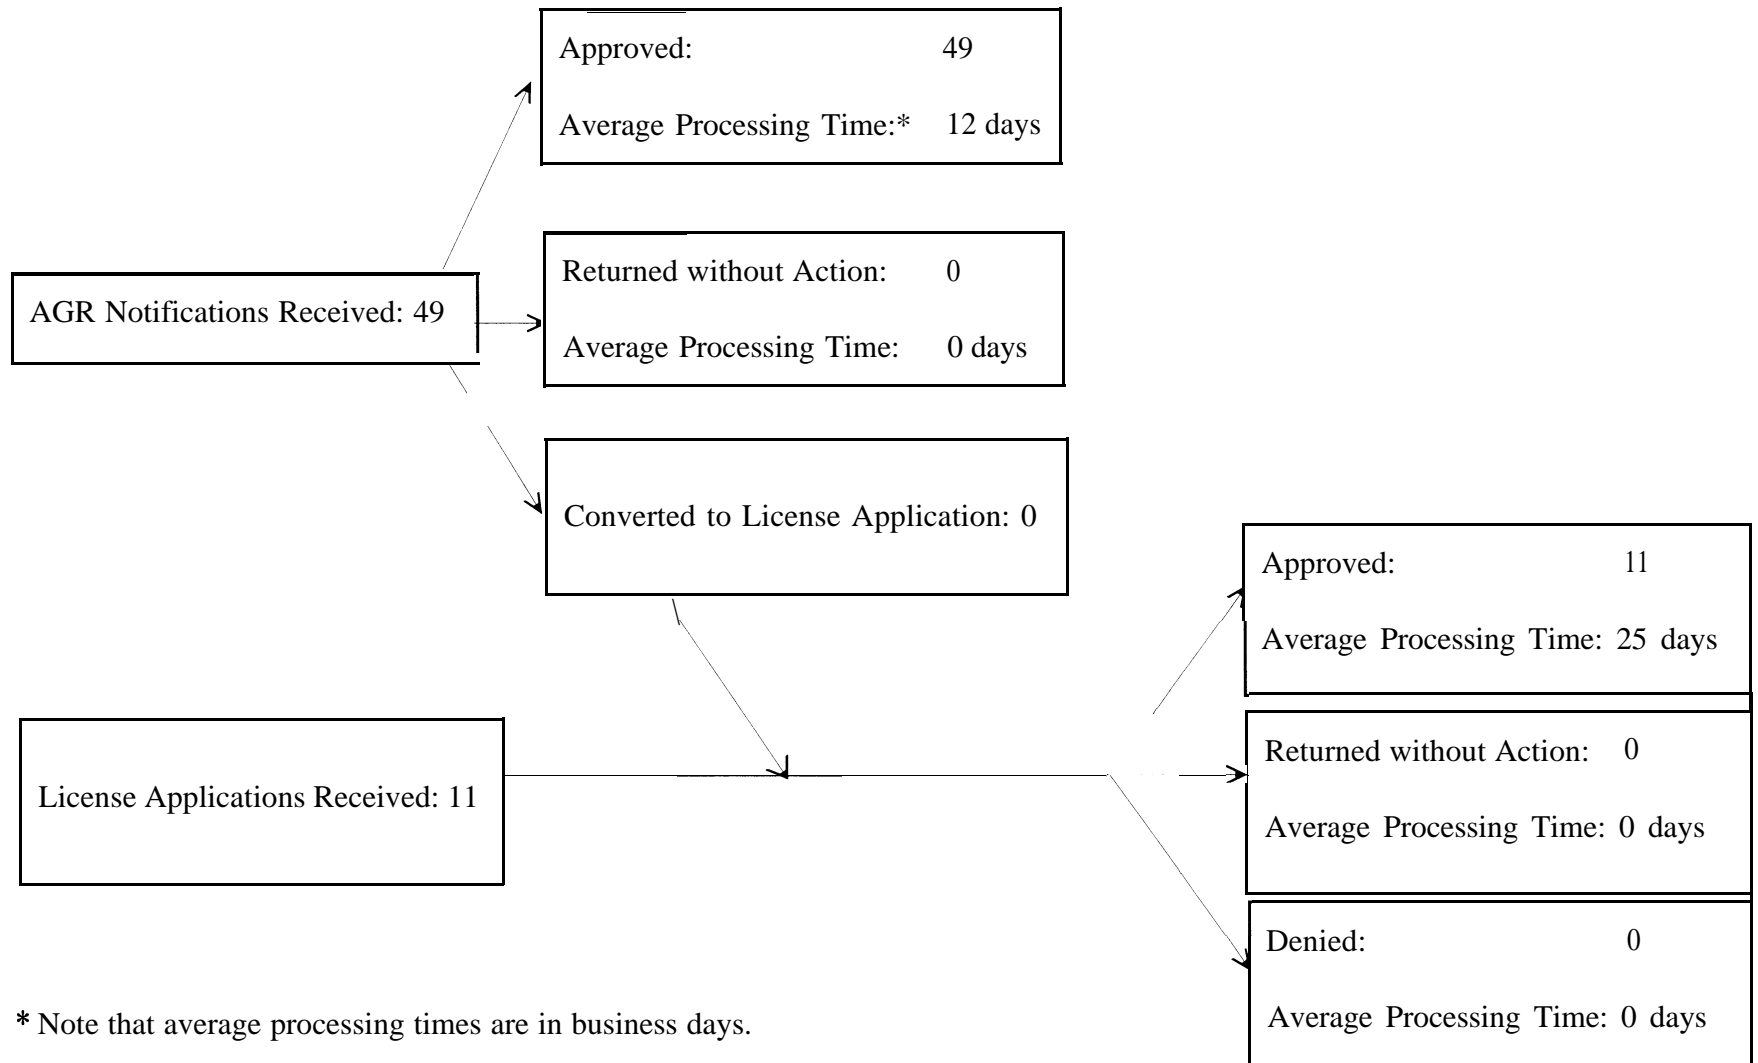 Approved: 49
Average Processing Time:* 12 days
Returned without Action: 0
AGR Notifications Received: 49
Average Processing Time: 0 days
Converted to License Application: 0
Approved: 11
Average Processing Time: 25 days
Returned without Action: 0
License Applications Received: 11
Average Processing Time: 0 days
Denied: 0
Average Processing Time: 0 days
* Note that average processing times are in business days.